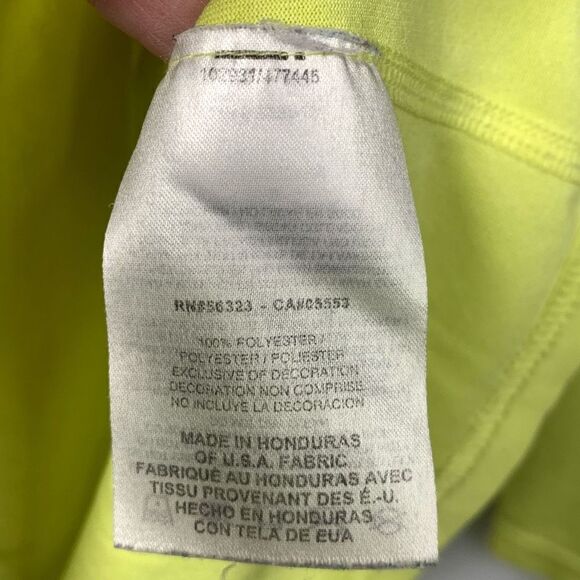 RN#56323 - CA#05553
100% POLYESTER /
POLYESTER / POLIESTER
EXCLUSIVE OF DECORATION
DECORATION NON COMPRISE
NO INCLUYE LA DECORACION
MADE IN HONDURAS
OF U.S.A. FABRIC
FABRIQUÉ AU HONDURAS AVEC
TISSU PROVENANT DES É.-U.
HECHO EN HONDURAS
CON TELA DE EUA